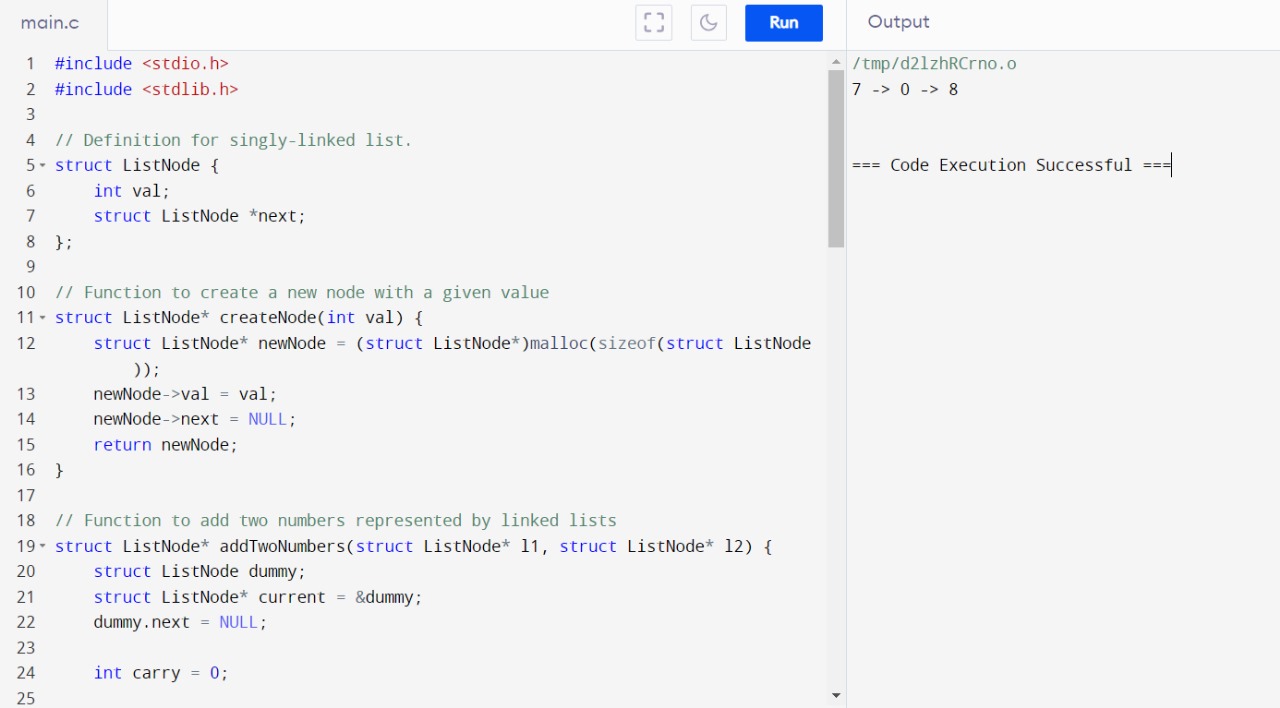 main.c
Run
Output
1 #include <stdio.h>
2 #include <stdlib.h>
3
4 // Definition for singly-linked list.
5 struct ListNode {
6     int val;
7     struct ListNode *next;
8 };
9
10 // Function to create a new node with a given value
11 struct ListNode* createNode(int val) {
12     struct ListNode* newNode = (struct ListNode*)malloc(sizeof(struct ListNode
));
13     newNode->val = val;
14     newNode->next = NULL;
15     return newNode;
16 }
17
18 // Function to add two numbers represented by linked lists
19 struct ListNode* addTwoNumbers(struct ListNode* l1, struct ListNode* l2) {
20     struct ListNode dummy;
21     struct ListNode* current = &dummy;
22     dummy.next = NULL;
23
24     int carry = 0;
25
/tmp/d2lzhRCrno.o
7 -> 0 -> 8
=== Code Execution Successful ===